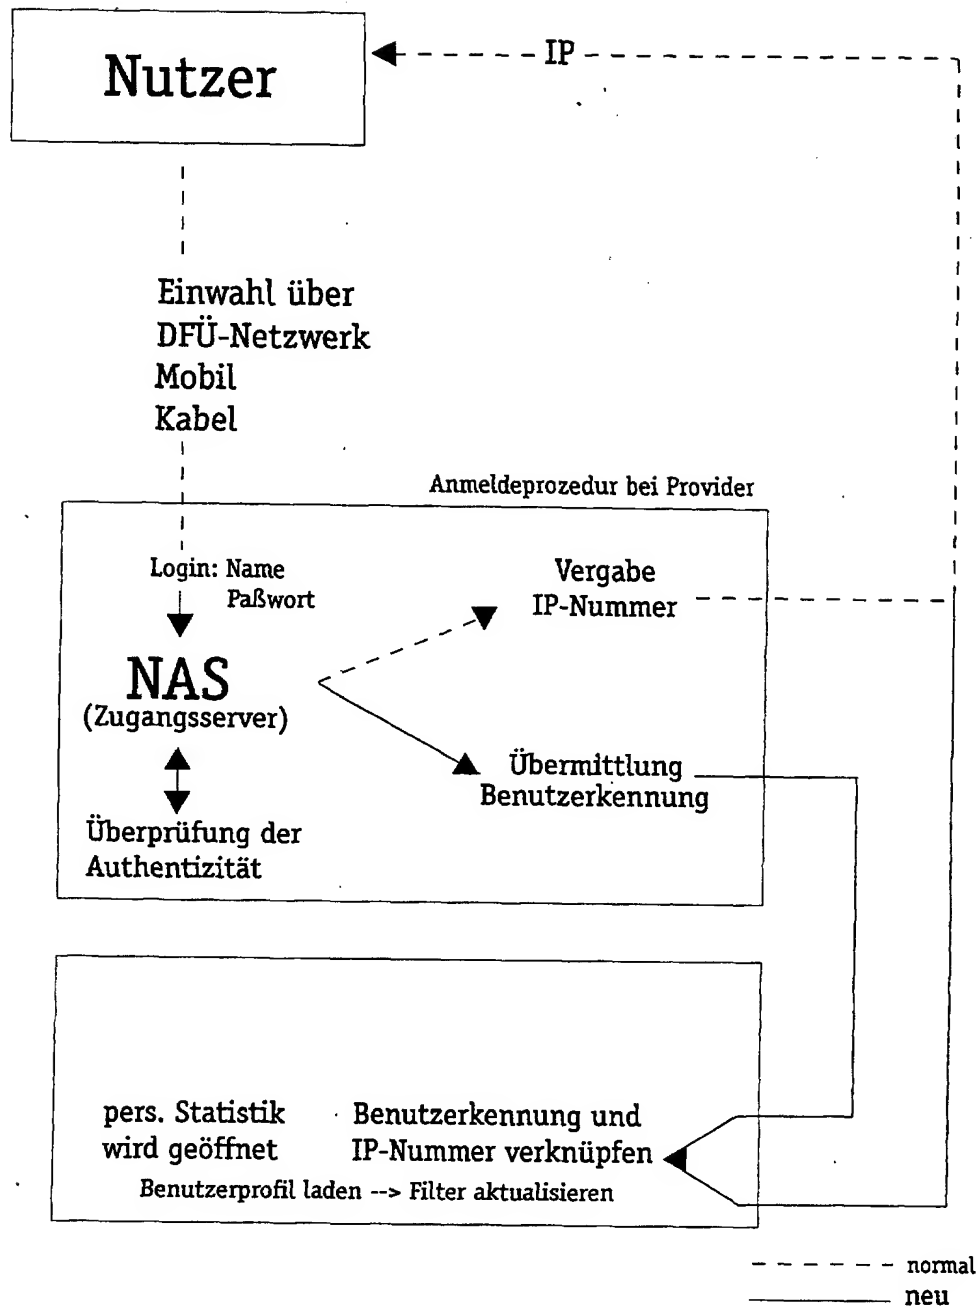 Nutzer
IP
Einwahl über
DFÜ-Netzwerk
Mobil
Kabel
Anmeldeprozedur bei Provider
Login: Name
Paßwort
NAS
(Zugangsserver)
Überprüfung der
Authentizität
Vergabe
IP-Nummer
Übermittlung
Benutzerkennung
pers. Statistik
wird geöffnet
Benutzerkennung und
IP-Nummer verknüpfen
Benutzerprofil laden --> Filter aktualisieren
normal
neu